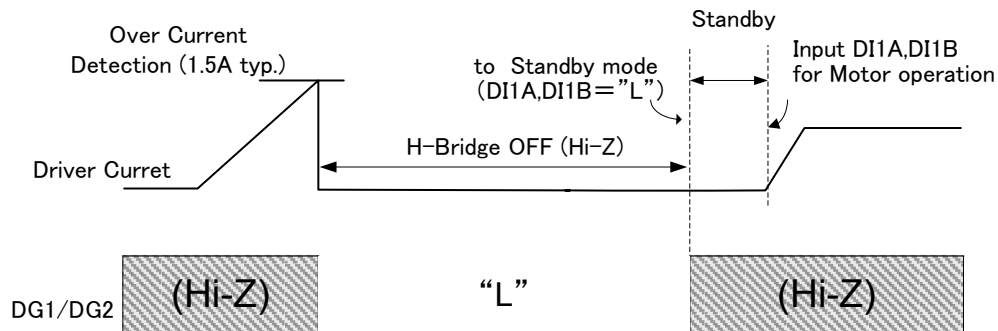 Over Current
Detection (1.5A typ.)
Standby
to Standby mode
(DI1A,DI1B＝"L")
Input DI1A,DI1B
for Motor operation
H-Bridge OFF (Hi-Z)
Driver Curret
DG1/DG2
(Hi-Z)
“L”
(Hi-Z)